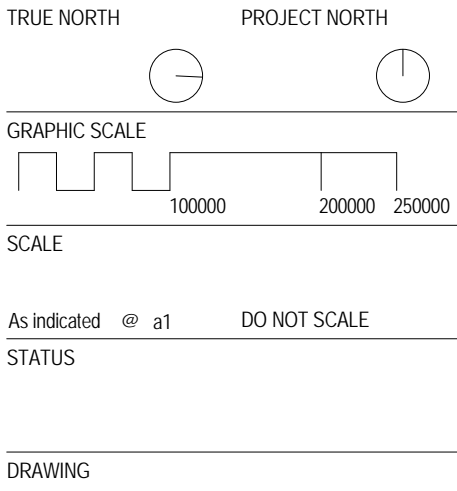 TRUE NORTH PROJECT NORTH
GRAPHIC SCALE
100000 200000 250000
SCALE
As indicated @ a1 DO NOT SCALE
STATUS
DRAWING